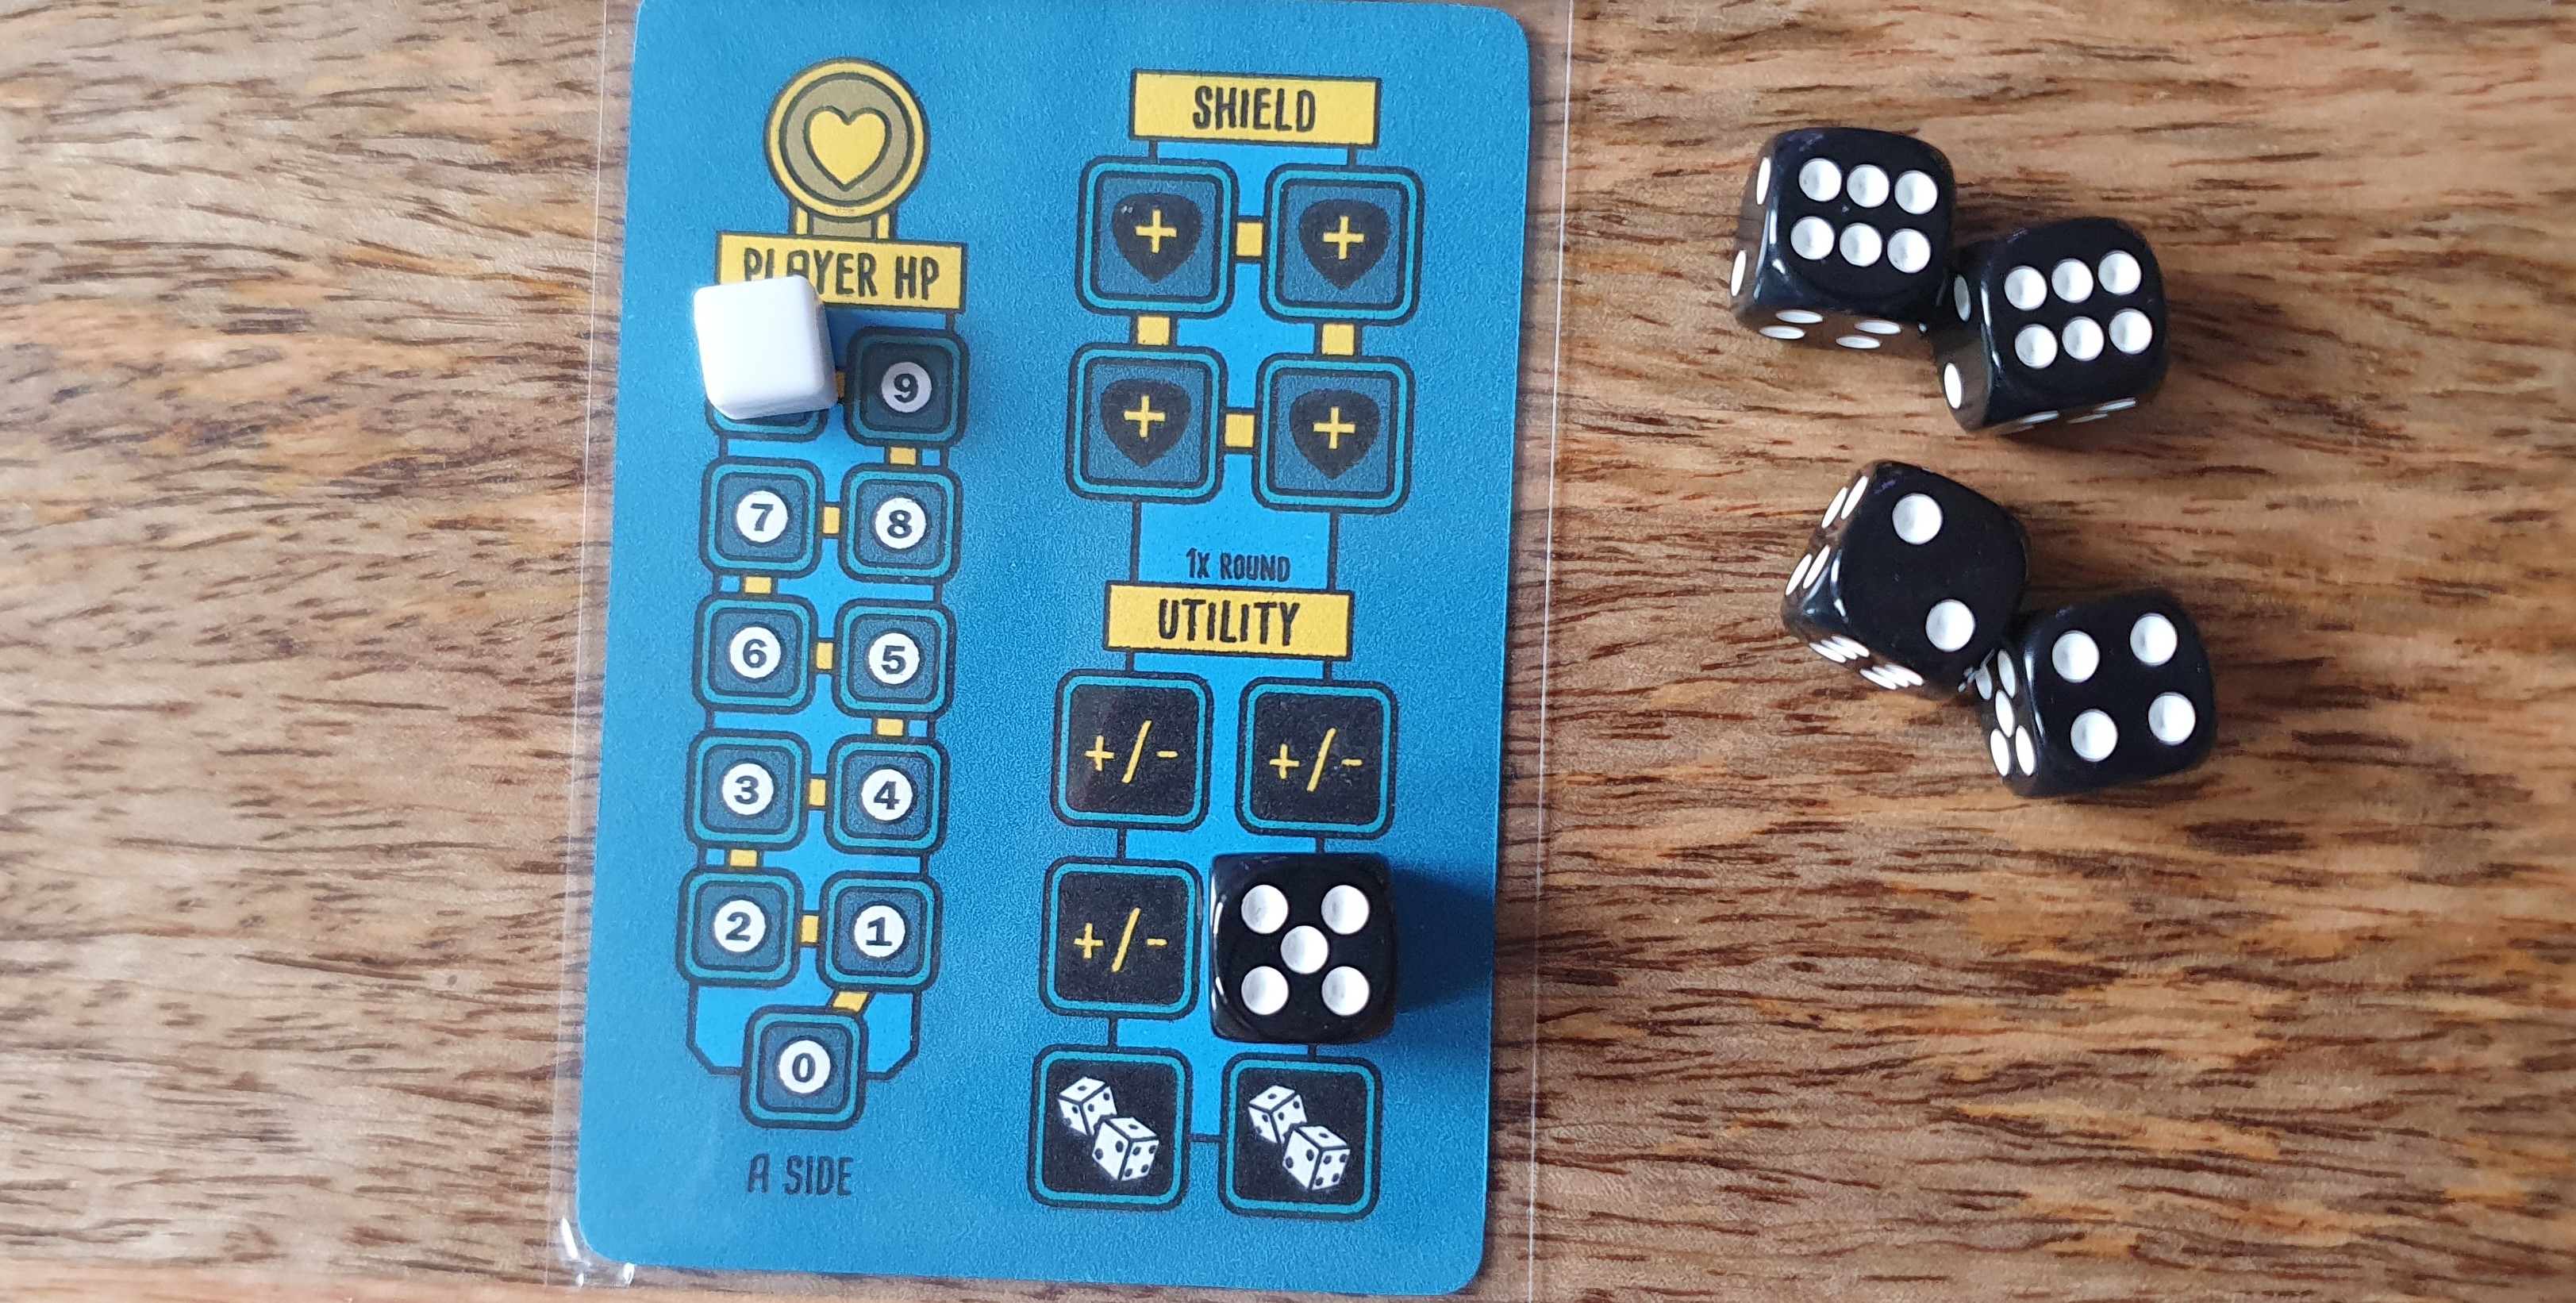 PLAYER HP
9
7 8
6 5
3 4
2 1
0
A SIDE
SHIELD
+ +
+ +
1X ROUND
UTILITY
+/- +/-
+/-